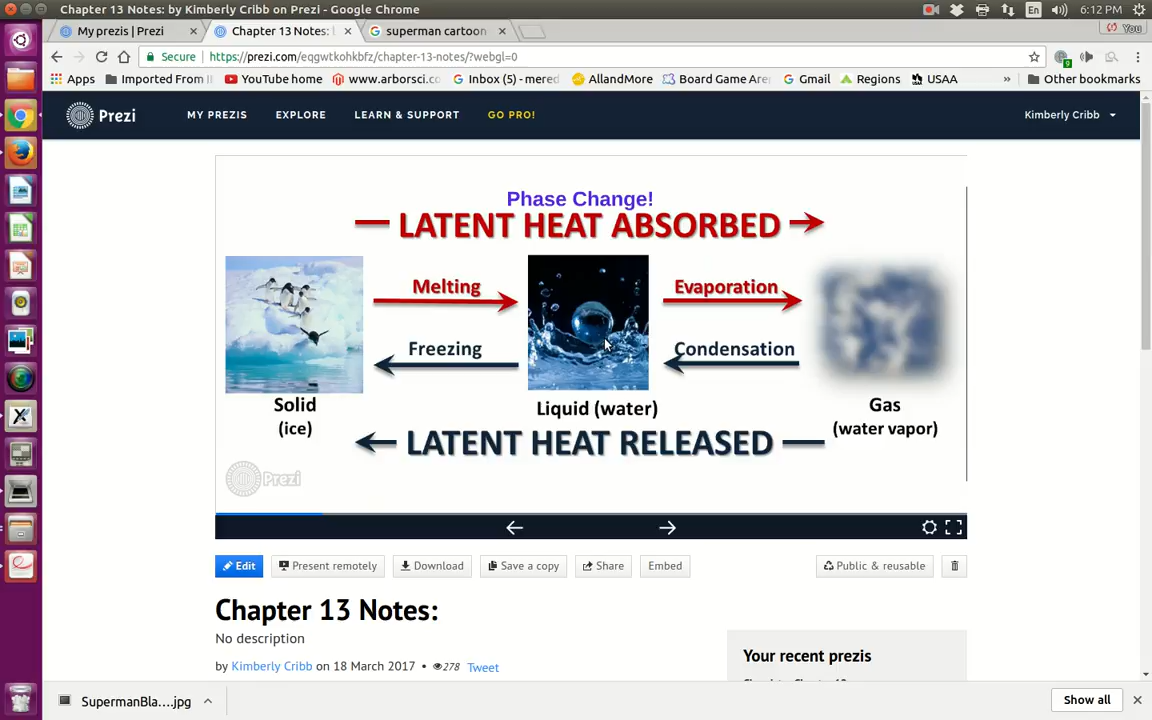 Chapter 13 Notes: by Kimberly Cribb on Prezi - Google Chrome
En
6:12 PM
My prezis | Prezi
Chapter 13 Notes:
superman cartoon
You
Secure
https://prezi.com/eqgwtkohkbfz/chapter-13-notes/?webgl=0
9
Apps
Imported From I
YouTube home
www.arborsci.co
Inbox (5) - mered
AllandMore
Board Game Are
Gmail
Regions
USAA
»
Other bookmarks
Prezi
MY PREZIS
EXPLORE
LEARN & SUPPORT
GO PRO!
Kimberly Cribb
Phase Change!
LATENT HEAT ABSORBED
Melting
Evaporation
Freezing
Condensation
Solid
(ice)
Liquid (water)
Gas
(water vapor)
LATENT HEAT RELEASED
Prezi
Edit
Present remotely
Download
Save a copy
Share
Embed
Public & reusable
Chapter 13 Notes:
No description
by Kimberly Cribb on 18 March 2017 • 278 Tweet
Your recent prezis
SupermanBla....jpg
Show all